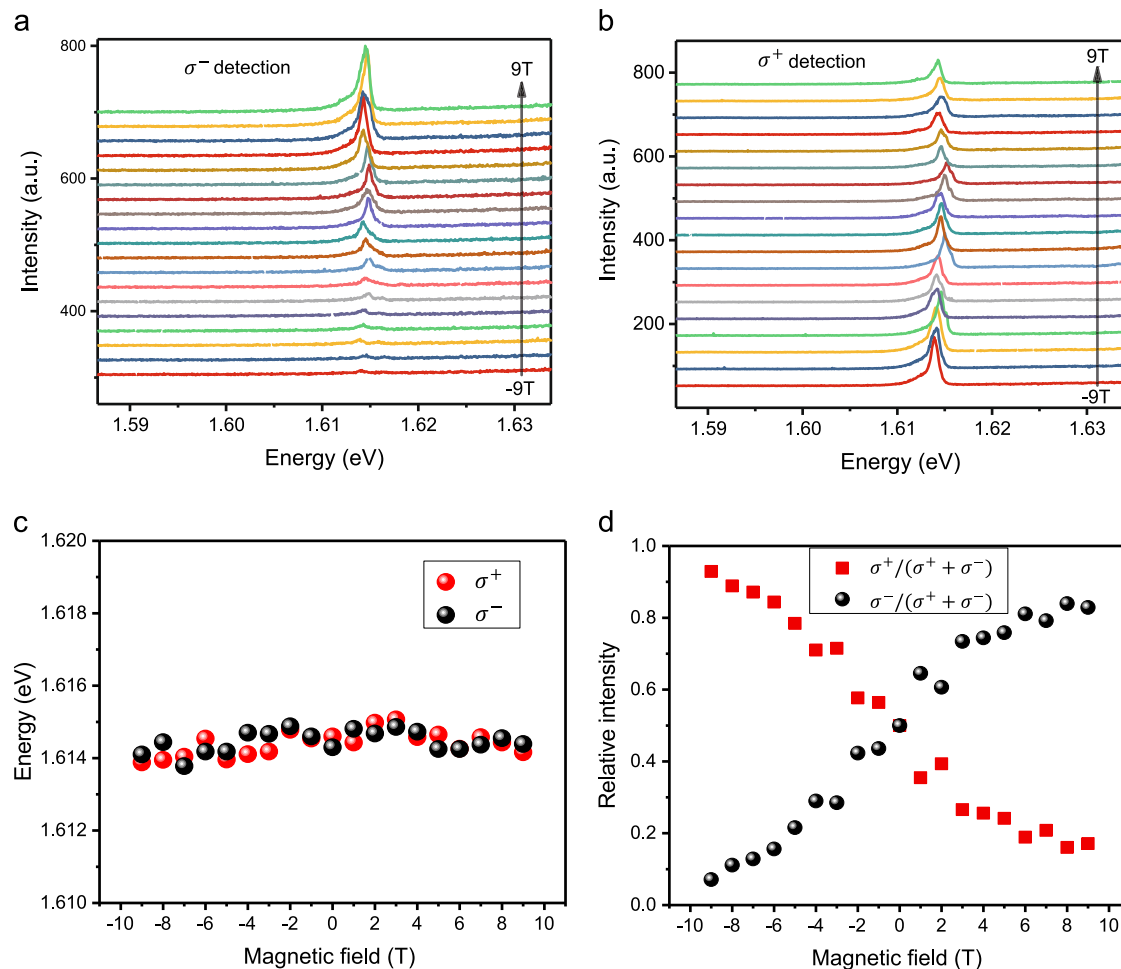 a
σ⁻ detection
9T
-9T
800
600
400
Intensity (a.u.)
1.59 1.60 1.61 1.62 1.63
Energy (eV)
b
σ⁺ detection
9T
-9T
800
600
400
200
Intensity (a.u.)
1.59 1.60 1.61 1.62 1.63
Energy (eV)
c
1.620
1.618
1.616
1.614
1.612
1.610
Energy (eV)
σ⁺
σ⁻
-10 -8 -6 -4 -2 0 2 4 6 8 10
Magnetic field (T)
d
1.0
0.8
0.6
0.4
0.2
0.0
Relative intensity
σ⁺/(σ⁺ + σ⁻)
σ⁻/(σ⁺ + σ⁻)
-10 -8 -6 -4 -2 0 2 4 6 8 10
Magnetic field (T)